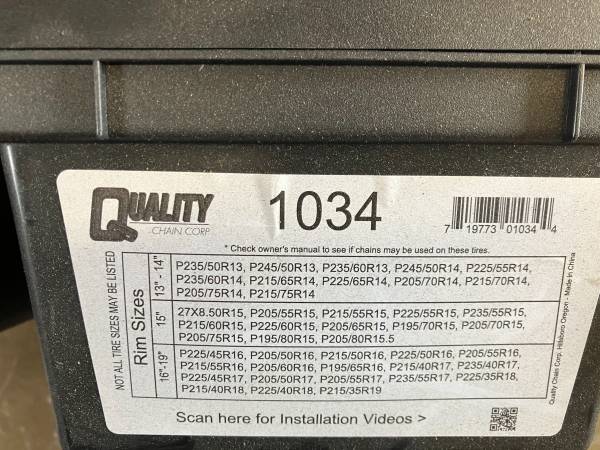 QUALITY
CHAIN CORP
1034
7 19773 01034 4
* Check owner's manual to see if chains may be used on these tires.
NOT ALL TIRE SIZES MAY BE LISTED
Rim Sizes
13" - 14"
P235/50R13, P245/50R13, P235/60R13, P245/50R14, P225/55R14,
P235/60R14, P215/65R14, P225/65R14, P205/70R14, P215/70R14,
P205/75R14, P215/75R14
15"
27X8.50R15, P205/55R15, P215/55R15, P225/55R15, P235/55R15,
P215/60R15, P225/60R15, P205/65R15, P195/70R15, P205/70R15,
P205/75R15, P195/80R15, P205/80R15.5
16"-19"
P225/45R16, P205/50R16, P215/50R16, P225/50R16, P205/55R16,
P215/55R16, P205/60R16, P195/65R16, P215/40R17, P235/40R17,
P225/45R17, P205/50R17, P205/55R17, P235/55R17, P225/35R18,
P215/40R18, P225/40R18, P215/35R19
Quality Chain Corp. Hillsboro Oregon - Made in China
Scan here for Installation Videos >